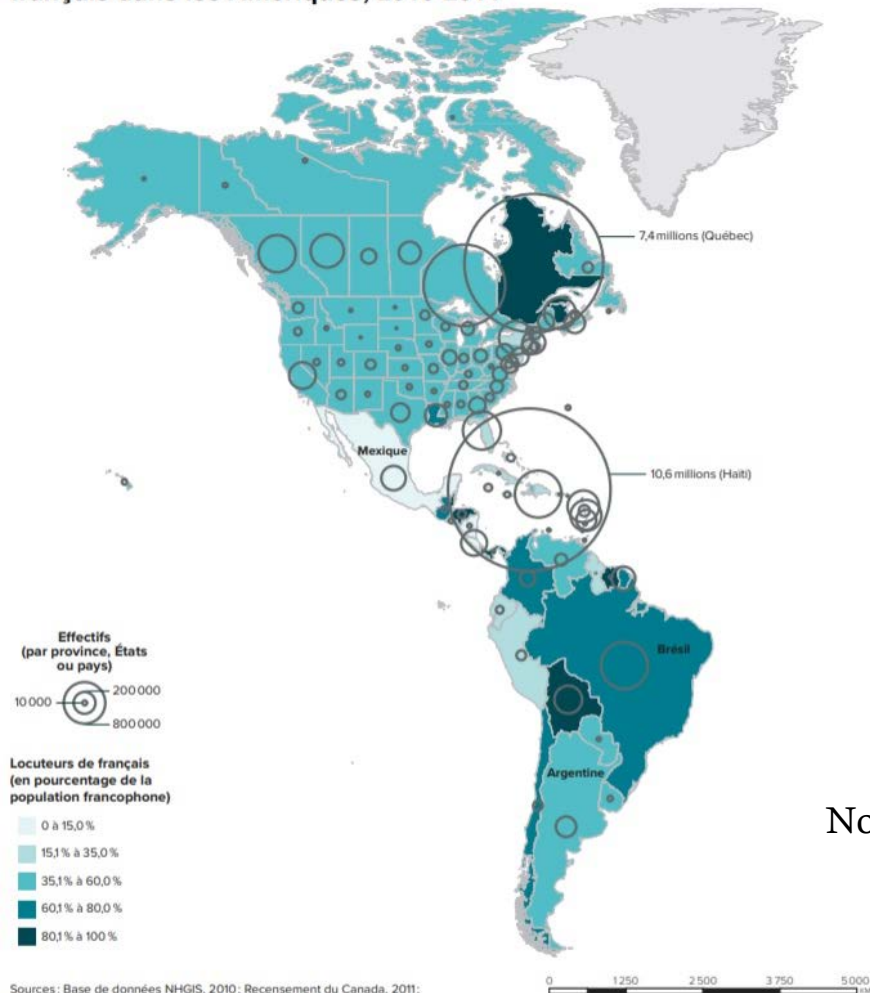 7,4 millions (Québec)
Mexique
10,6 millions (Haïti)
Brésil
Argentine
Effectifs
(par province, États
ou pays)
10 000
200 000
800 000
Locuteurs de français
(en pourcentage de la
population francophone)
0 à 15,0 %
15,1 % à 35,0 %
35,1 % à 60,0 %
60,1 % à 80,0 %
80,1 % à 100 %
No
0 1 250 2 500 3 750 5 000
KM
Sources : Base de données NHGIS, 2010 ; Recensement du Canada, 2011 ;